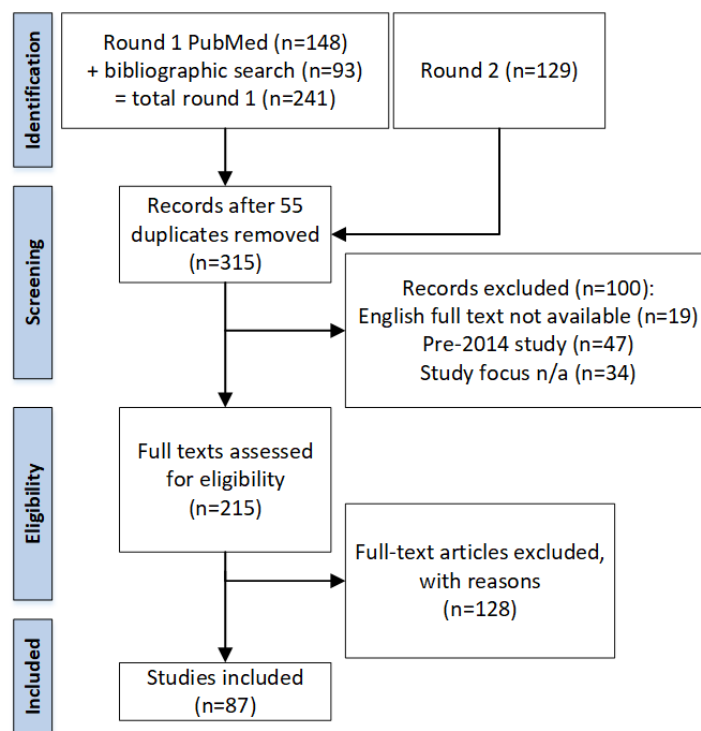 Identification
Round 1 PubMed (n=148)
+ bibliographic search (n=93)
= total round 1 (n=241)
Round 2 (n=129)
Screening
Records after 55
duplicates removed
(n=315)
Records excluded (n=100):
English full text not available (n=19)
Pre-2014 study (n=47)
Study focus n/a (n=34)
Eligibility
Full texts assessed
for eligibility
(n=215)
Full-text articles excluded,
with reasons
(n=128)
Included
Studies included
(n=87)